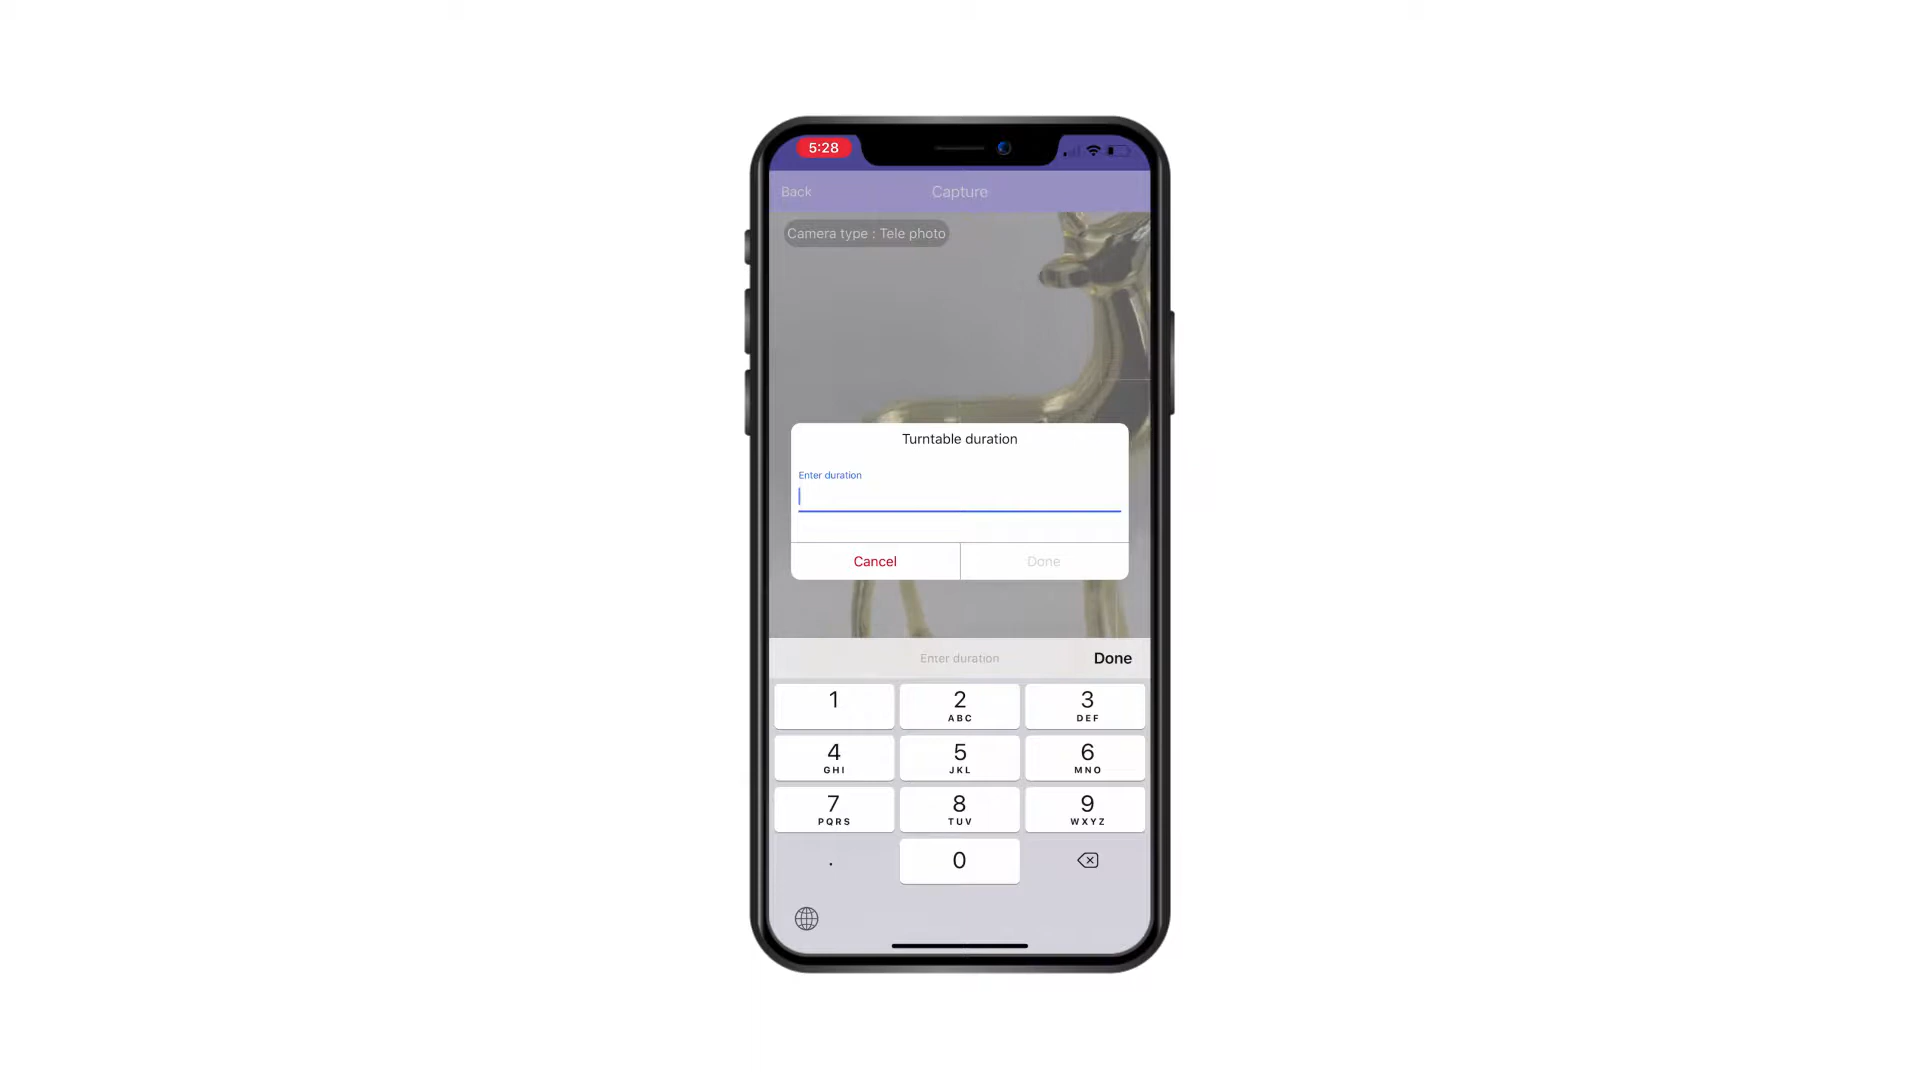 5:28
Back
Capture
Camera type : Tele photo
Turntable duration
Enter duration
Cancel
Done
Enter duration
Done
1
2
ABC
3
DEF
4
GHI
5
JKL
6
MNO
7
PQRS
8
TUV
9
WXYZ
.
0